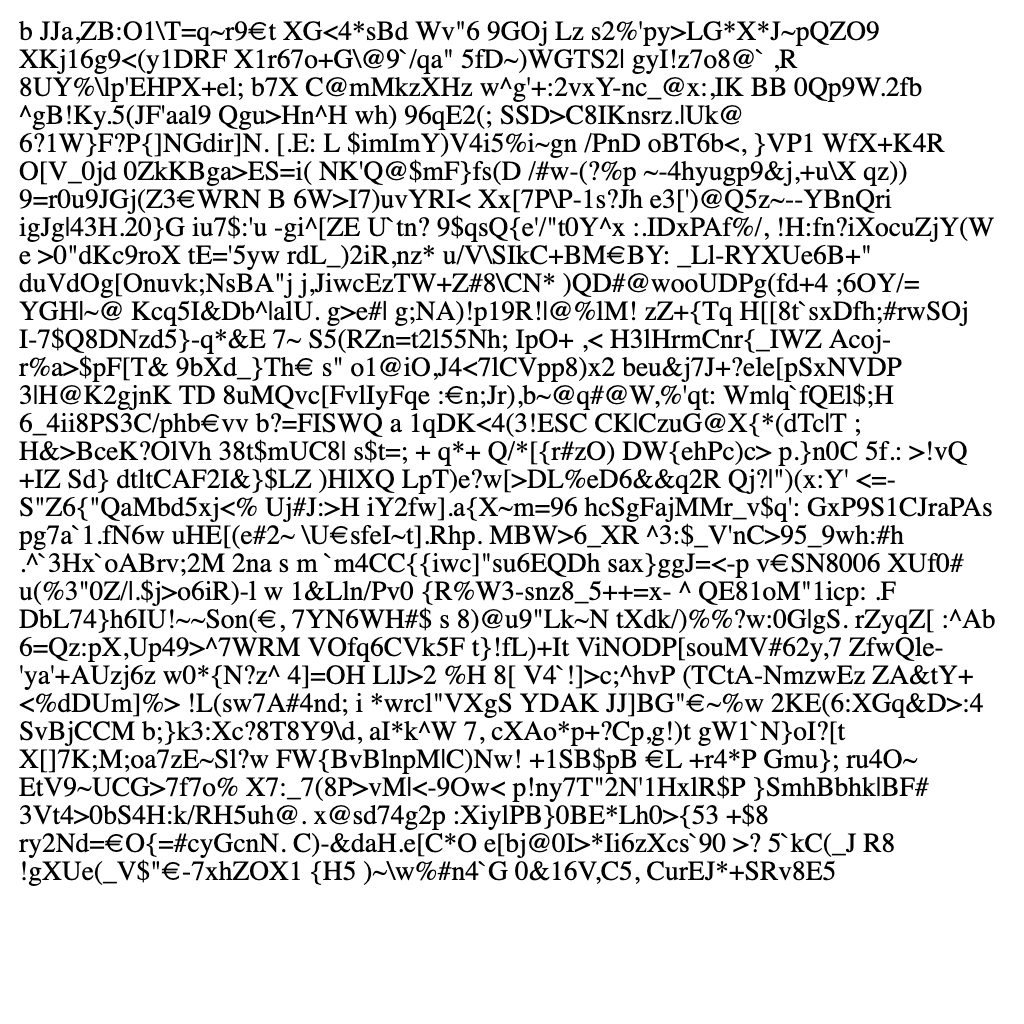 b JJa,ZB:O1\T=q~r9€t XG<4*sBd Wv"6 9GOj Lz s2%'py>LG*X*J~pQZO9
XKj16g9<(y1DRF X1r67o+G\@9`/qa" 5fD~)WGTS2| gyI!z7o8@` ,R
8UY%\lp'EHPX+el; b7X C@mMkzXHz w^g'+:2vxY-nc_@x:,IK BB 0Qp9W.2fb
^gB!Ky.5(JF'aal9 Qgu>Hn^H wh) 96qE2(; SSD>C8IKnsrz.|Uk@
6?1W}F?P{]NGdir]N. [.E: L $imImY)V4i5%i~gn /PnD oBT6b<, }VP1 WfX+K4R
O[V_0jd 0ZkKBga>ES=i( NK'Q@$mF}fs(D /#w-(?%p ~-4hyugp9&j,+u\X qz))
9=r0u9JGj(Z3€WRN B 6W>I7)uvYRI< Xx[7P\P-1s?Jh e3[')@Q5z~--YBnQri
igJg|43H.20}G iu7$:'u -gi^[ZE U`tn? 9$qsQ{e'/"t0Y^x :.IDxPAf%/, !H:fn?iXocuZjY(W
e >0"dKc9roX tE='5yw rdL_)2iR,nz* u/V\SIkC+BM€BY: _Ll-RYXUe6B+"
duVdOg[Onuvk;NsBA"j j,JiwcEzTW+Z#8\CN* )QD#@wooUDPg(fd+4 ;6OY/=
YGH|~@ Kcq5I&Db^|alU. g>e#| g;NA)!p19R!|@%lM! zZ+{Tq H[[8t`sxDfh;#rwSOj
I-7$Q8DNzd5}-q*&E 7~ S5(RZn=t2l55Nh; IpO+ ,< H3lHrmCnr{_IWZ Acoj-
r%a>$pF[T& 9bXd_}Th€ s" o1@iO,J4<7lCVpp8)x2 beu&j7J+?ele[pSxNVDP
3|H@K2gjnK TD 8uMQvc[FvlIyFqe :€n;Jr),b~@q#@W,%'qt: Wm|q`fQEl$;H
6_4ii8PS3C/phb€vv b?=FISWQ a 1qDK<4(3!ESC CK|CzuG@X{*(dTc|T ;
H&>BceK?OlVh 38t$mUC8| s$t=; + q*+ Q/*[{r#zO) DW{ehPc)c> p.}n0C 5f.: >!vQ
+IZ Sd} dtltCAF2I&}$LZ )HlXQ LpT)e?w[>DL%eD6&&q2R Qj?|")(x:Y' <=-
S"Z6{"QaMbd5xj<% Uj#J:>H iY2fw].a{X~m=96 hcSgFajMMr_v$q': GxP9S1CJraPAs
pg7a`1.fN6w uHE[(e#2~ \U€sfeI~t].Rhp. MBW>6_XR ^3:$_V'nC>95_9wh:#h
.^`3Hx`oABrv;2M 2na s m `m4CC{{iwc]"su6EQDh sax}ggJ=<-p v€SN8006 XUf0#
u(%3"0Z/|.$j>o6iR)-l w 1&Lln/Pv0 {R%W3-snz8_5++=x- ^ QE81oM"1icp: .F
DbL74}h6IU!~~Son(€, 7YN6WH#$ s 8)@u9"Lk~N tXdk/)%%?w:0G|gS. rZyqZ[ :^Ab
6=Qz:pX,Up49>^7WRM VOfq6CVk5F t}!fL)+It ViNODP[souMV#62y,7 ZfwQle-
'ya'+AUzj6z w0*{N?z^ 4]=OH LlJ>2 %H 8[ V4`!]>c;^hvP (TCtA-NmzwEz ZA&tY+
<%dDUm]%> !L(sw7A#4nd; i *wrcl"VXgS YDAK JJ]BG"€~%w 2KE(6:XGq&D>:4
SvBjCCM b;}k3:Xc?8T8Y9\d, aI*k^W 7, cXAo*p+?Cp,g!)t gW1`N}oI?[t
X[]7K;M;oa7zE~Sl?w FW{BvBlnpM|C)Nw! +1SB$pB €L +r4*P Gmu}; ru4O~
EtV9~UCG>7f7o% X7:_7(8P>vM|<-9Ow< p!ny7T"2N'1HxlR$P }SmhBbhk|BF#
3Vt4>0bS4H:k/RH5uh@. x@sd74g2p :XiylPB}0BE*Lh0>{53 +$8
ry2Nd=€O{=#cyGcnN. C)-&daH.e[C*O e[bj@0I>*Ii6zXcs`90 >? 5`kC(_J R8
!gXUe(_V$"€-7xhZOX1 {H5 )~\w%#n4`G 0&16V,C5, CurEJ*+SRv8E5